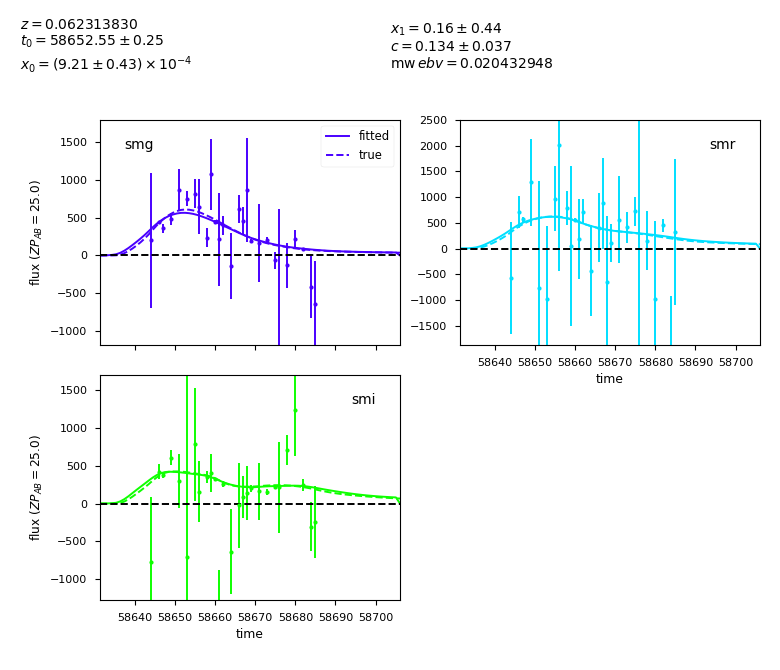 z = 0.062313830
t₀ = 58652.55 ± 0.25
x₀ = (9.21 ± 0.43) × 10⁻⁴
x₁ = 0.16 ± 0.44
c = 0.134 ± 0.037
mw ebv = 0.020432948
smg
fitted
true
1500
1000
500
0
−500
−1000
flux (ZP_AB = 25.0)
smr
2500
2000
1500
1000
500
0
−500
−1000
−1500
58640 58650 58660 58670 58680 58690 58700
time
smi
1500
1000
500
0
−500
−1000
flux (ZP_AB = 25.0)
58640 58650 58660 58670 58680 58690 58700
time